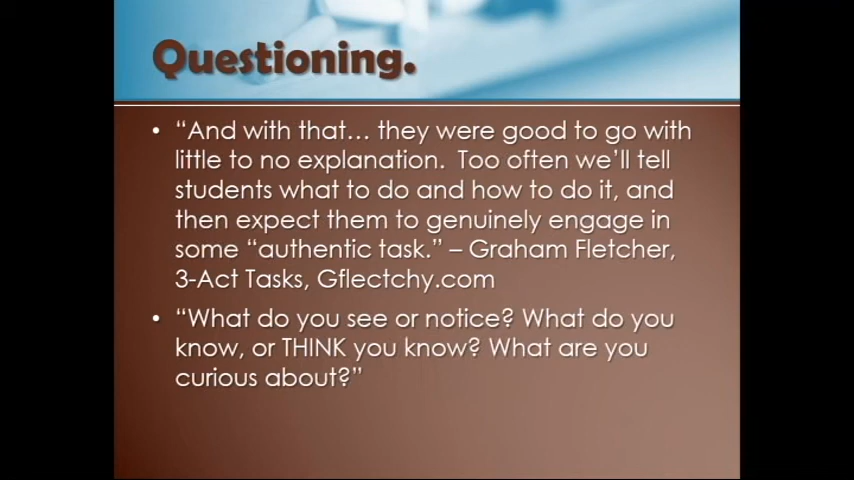 Questioning.
• “And with that… they were good to go with
little to no explanation.  Too often we’ll tell
students what to do and how to do it, and
then expect them to genuinely engage in
some “authentic task.” – Graham Fletcher,
3-Act Tasks, Gflectchy.com
• “What do you see or notice? What do you
know, or THINK you know? What are you
curious about?”